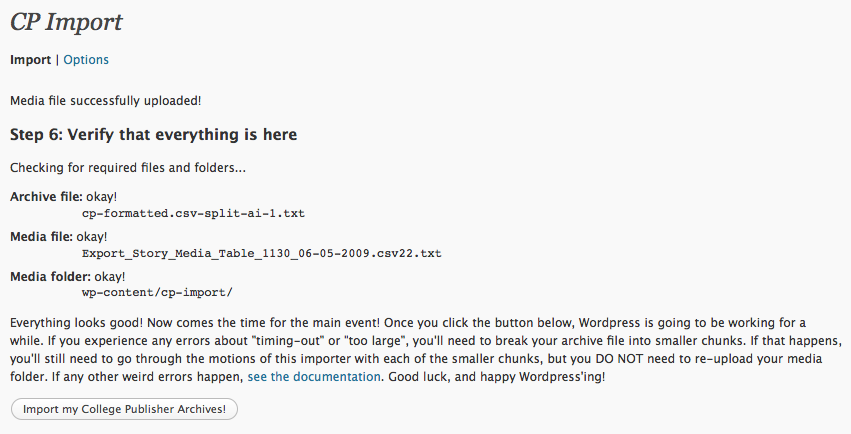 CP Import
Import | Options
Media file successfully uploaded!
Step 6: Verify that everything is here
Checking for required files and folders...
Archive file: okay!
cp-formatted.csv-split-ai-1.txt
Media file: okay!
Export_Story_Media_Table_1130_06-05-2009.csv22.txt
Media folder: okay!
wp-content/cp-import/
Everything looks good! Now comes the time for the main event! Once you click the button below, Wordpress is going to be working for a
while. If you experience any errors about "timing-out" or "too large", you'll need to break your archive file into smaller chunks. If that happens,
you'll still need to go through the motions of this importer with each of the smaller chunks, but you DO NOT need to re-upload your media
folder. If any other weird errors happen, see the documentation. Good luck, and happy Wordpress'ing!
Import my College Publisher Archives!